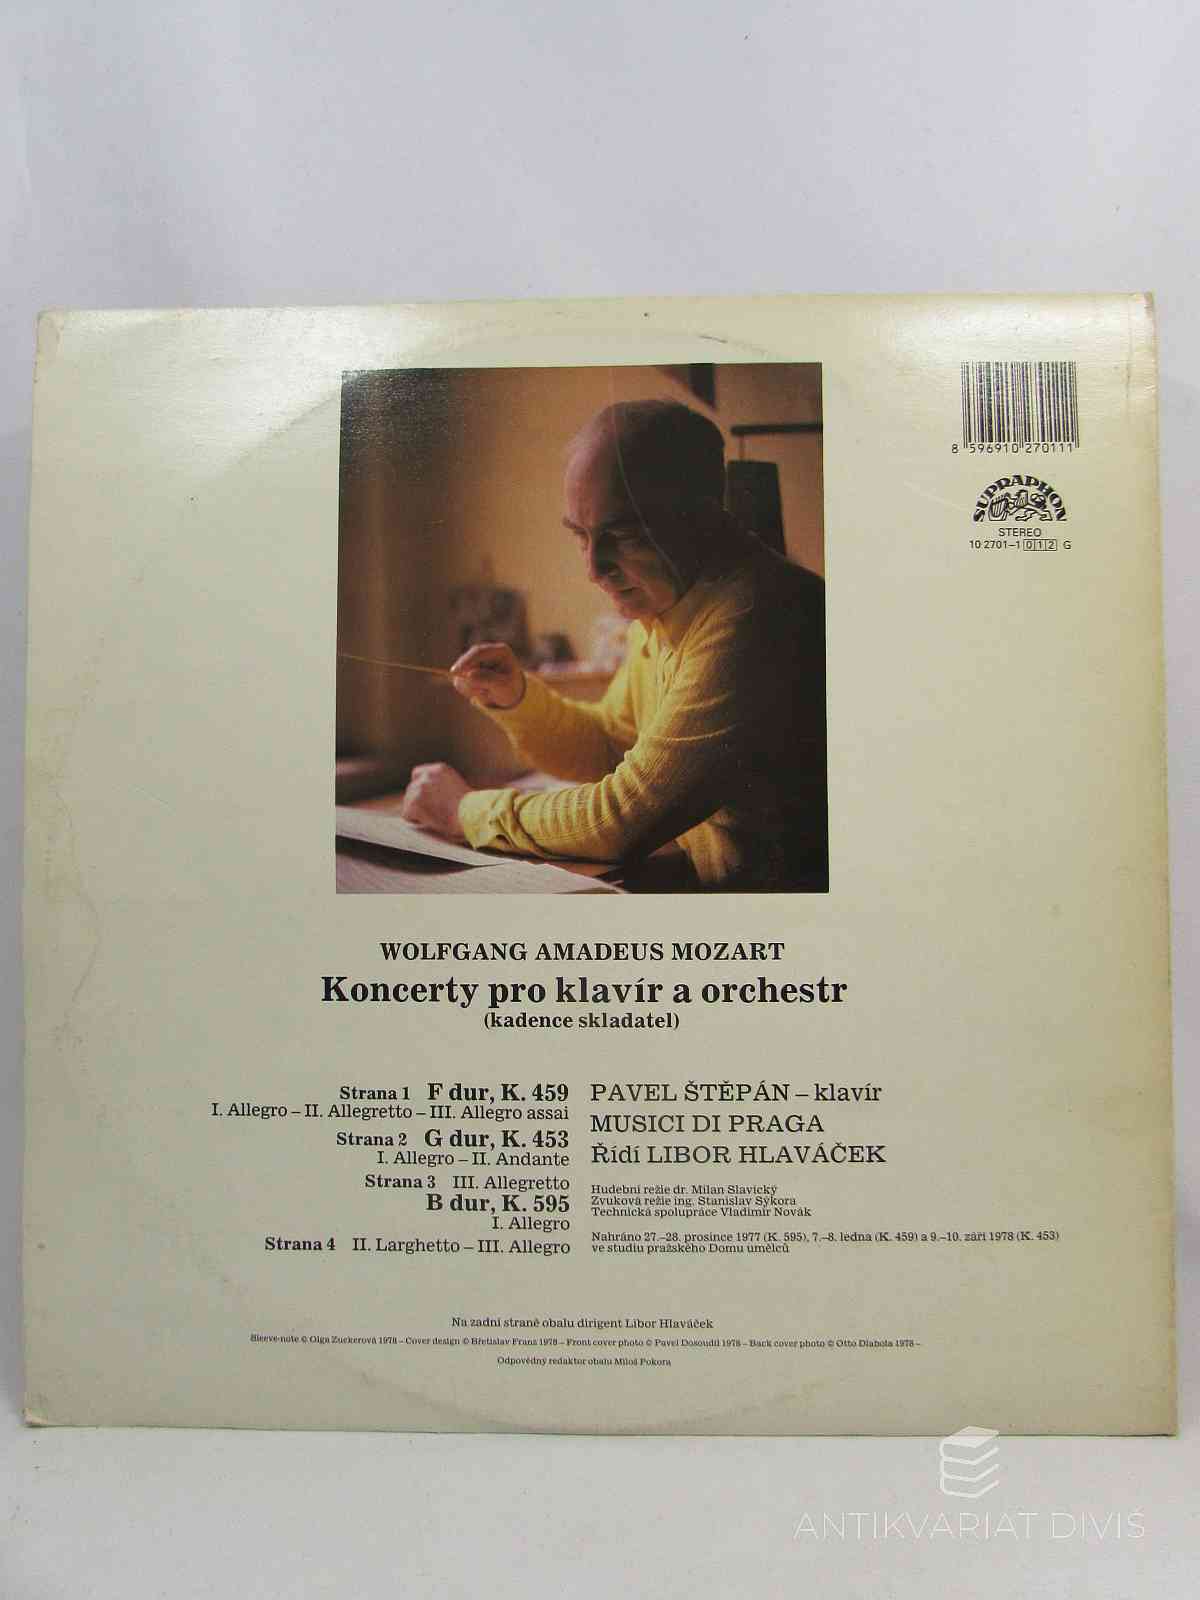 8 596910 270111
SUPRAPHON
STEREO
10 2701-1 012 G
WOLFGANG AMADEUS MOZART
Koncerty pro klavír a orchestr
(kadence skladatel)
Strana 1 F dur, K. 459
I. Allegro – II. Allegretto – III. Allegro assai
Strana 2 G dur, K. 453
I. Allegro – II. Andante
Strana 3 III. Allegretto
B dur, K. 595
I. Allegro
Strana 4 II. Larghetto – III. Allegro
PAVEL ŠTĚPÁN – klavír
MUSICI DI PRAGA
Řídí LIBOR HLAVÁČEK
Hudební režie dr. Milan Slavický
Zvuková režie ing. Stanislav Sýkora
Technická spolupráce Vladimír Novák
Nahráno 27.–28. prosince 1977 (K. 595), 7.–8. ledna (K. 459) a 9.–10. září 1978 (K. 453)
ve studiu pražského Domu umělců
Na zadní straně obalu dirigent Libor Hlaváček
Sleeve-note © Olga Zuckerová 1978 – Cover design © Břetislav Franz 1978 – Front cover photo © Pavel Dosoudil 1978 – Back cover photo © Otto Dlabola 1978 –
Odpovědný redaktor obalu Miloš Pokora
ANTIKVARIÁT DIVIŠ